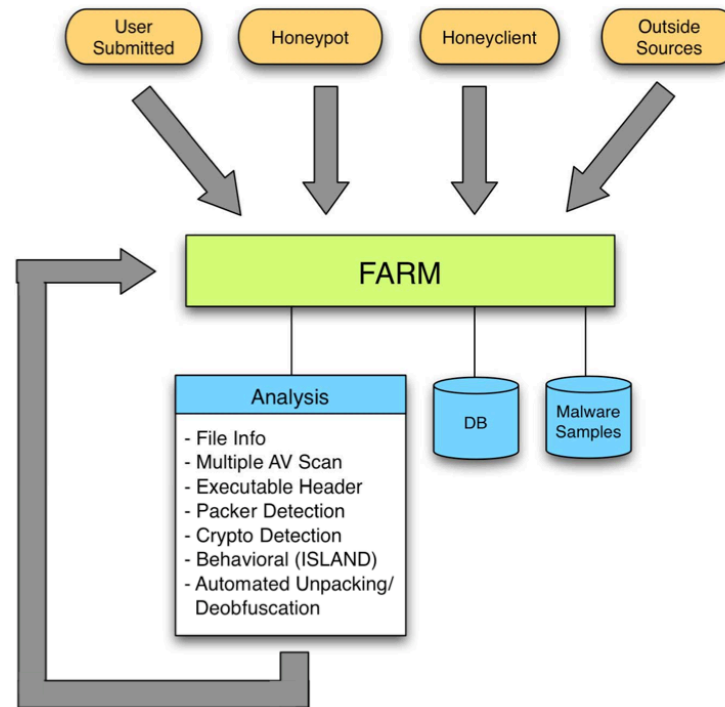 User
Submitted
Honeypot
Honeyclient
Outside
Sources
FARM
Analysis
- File Info
- Multiple AV Scan
- Executable Header
- Packer Detection
- Crypto Detection
- Behavioral (ISLAND)
- Automated Unpacking/
Deobfuscation
DB
Malware
Samples